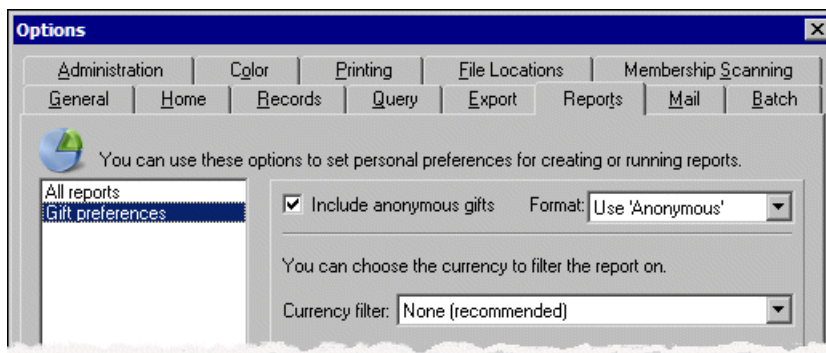 Options
Administration Color Printing File Locations Membership Scanning
General Home Records Query Export Reports Mail Batch
You can use these options to set personal preferences for creating or running reports.
All reports
Gift preferences
Include anonymous gifts Format: Use 'Anonymous'
You can choose the currency to filter the report on.
Currency filter: None (recommended)